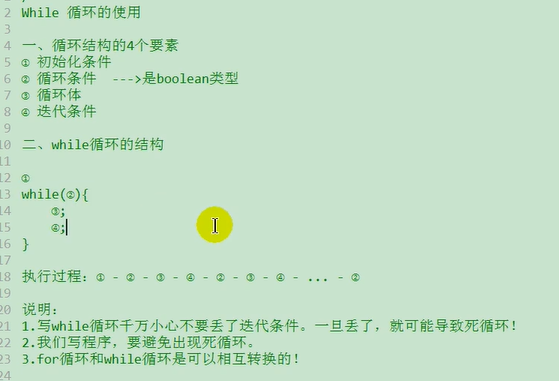 2 While 循环的使用
3
4 一、循环结构的4个要素
5 ① 初始化条件
6 ② 循环条件  --->是boolean类型
7 ③ 循环体
8 ④ 迭代条件
9
10 二、while循环的结构
11
12 ①
13 while(②){
14     ③;
15     ④;
16 }
17
18 执行过程: ① - ② - ③ - ④ - ② - ③ - ④ - ... - ②
19
20 说明:
21 1.写while循环千万小心不要丢了迭代条件。一旦丢了，就可能导致死循环！
22 2.我们写程序，要避免出现死循环。
23 3.for循环和while循环是可以相互转换的！
24